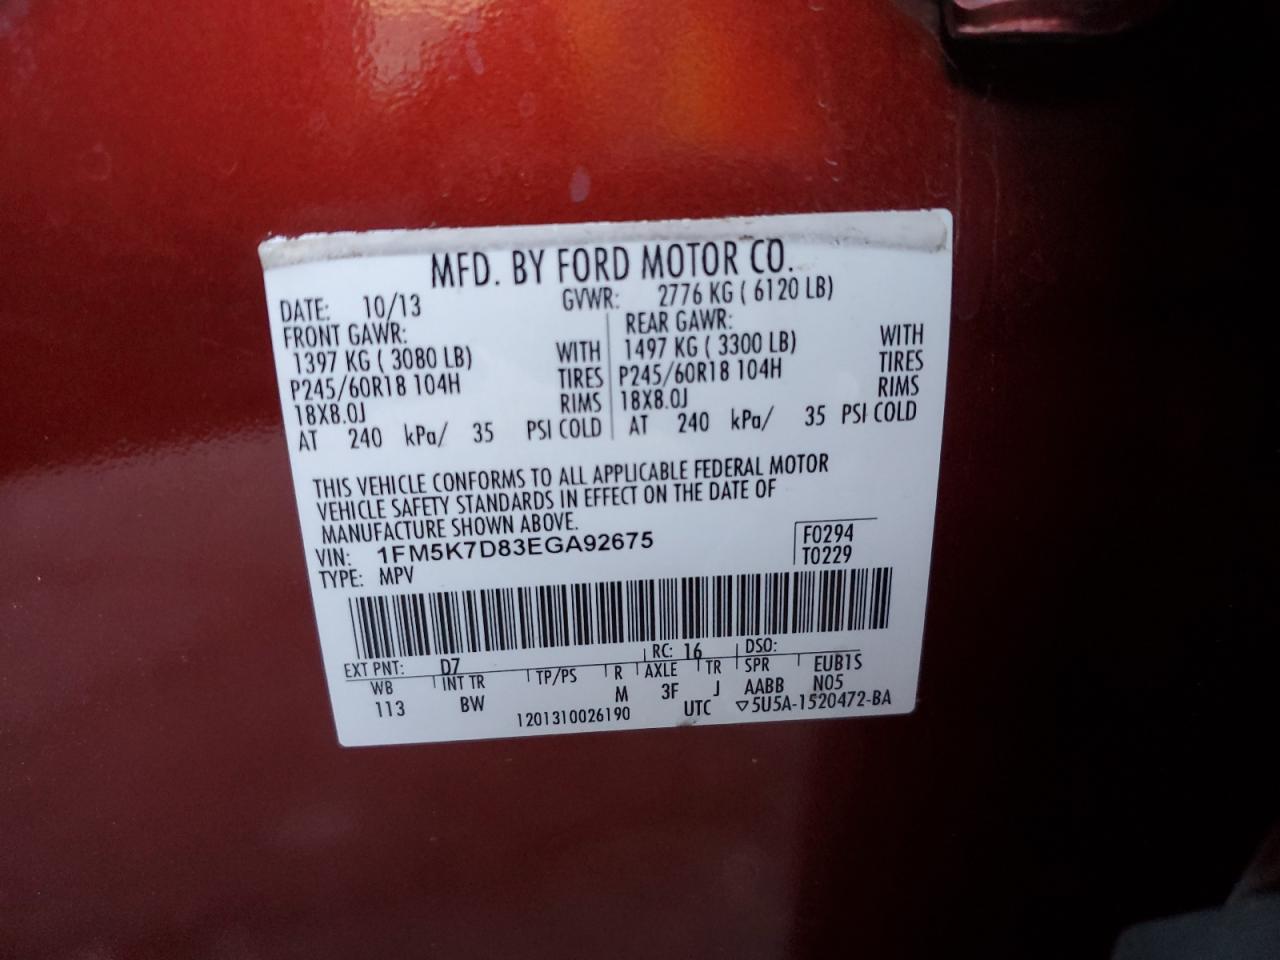 MFD. BY FORD MOTOR CO.
DATE: 10/13 GVWR: 2776 KG ( 6120 LB)
FRONT GAWR: REAR GAWR:
1397 KG ( 3080 LB) WITH 1497 KG ( 3300 LB) WITH
P245/60R18 104H TIRES P245/60R18 104H TIRES
18X8.0J RIMS 18X8.0J RIMS
AT 240 kPa/ 35 PSI COLD AT 240 kPa/ 35 PSI COLD
THIS VEHICLE CONFORMS TO ALL APPLICABLE FEDERAL MOTOR
VEHICLE SAFETY STANDARDS IN EFFECT ON THE DATE OF
MANUFACTURE SHOWN ABOVE.
VIN: 1FM5K7D83EGA92675 F0294
TYPE: MPV T0229
EXT PNT: D7 RC: 16 DSO:
WB INT TR TP/PS R AXLE TR SPR EUB1S
113 BW M 3F J AABB N05
1201310026190 UTC ▽5U5A-1520472-BA